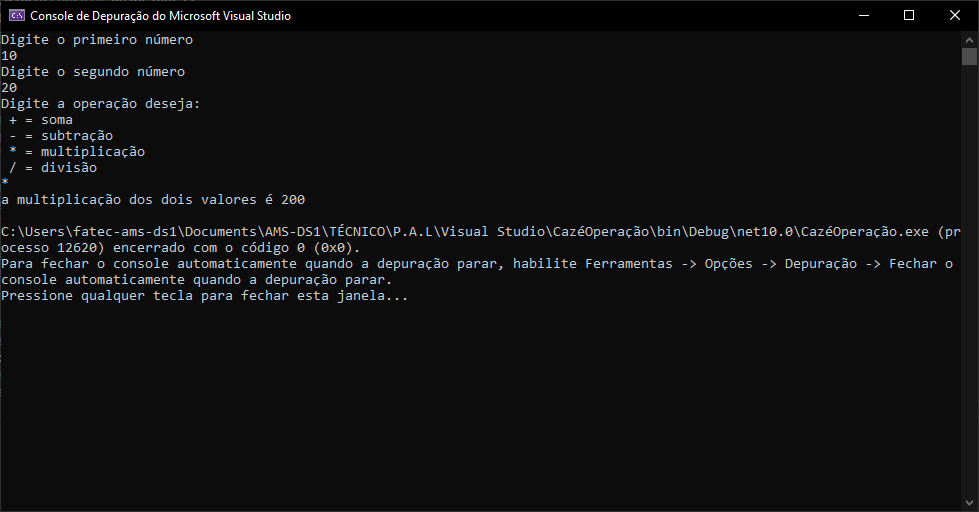 Console de Depuração do Microsoft Visual Studio
Digite o primeiro número
10
Digite o segundo número
20
Digite a operação deseja:
 + = soma
 - = subtração
 * = multiplicação
 / = divisão
*
a multiplicação dos dois valores é 200
C:\Users\fatec-ams-ds1\Documents\AMS-DS1\TÉCNICO\P.A.L\Visual Studio\CazéOperação\bin\Debug\net10.0\CazéOperação.exe (pr
ocesso 12620) encerrado com o código 0 (0x0).
Para fechar o console automaticamente quando a depuração parar, habilite Ferramentas -> Opções -> Depuração -> Fechar o
console automaticamente quando a depuração parar.
Pressione qualquer tecla para fechar esta janela...